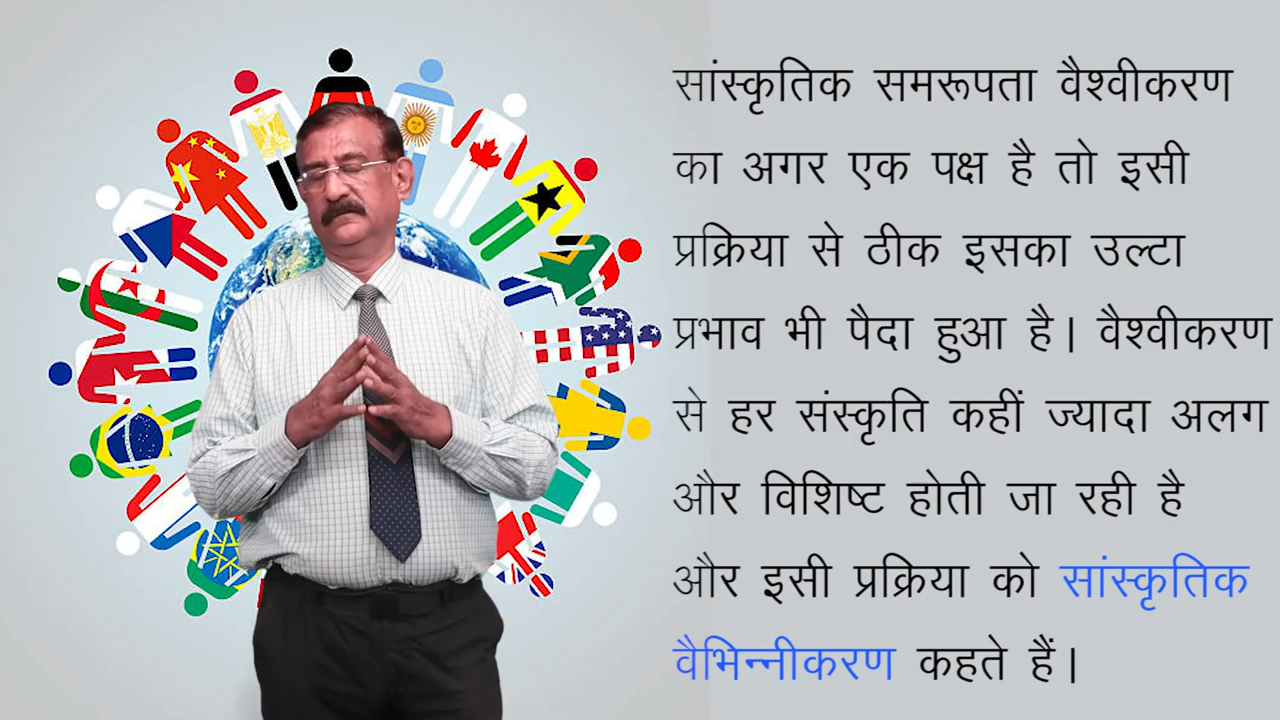 सांस्कृतिक समरूपता वैश्वीकरण
का अगर एक पक्ष है तो इसी
प्रक्रिया से ठीक इसका उल्टा
प्रभाव भी पैदा हुआ है। वैश्वीकरण
से हर संस्कृति कहीं ज्यादा अलग
और विशिष्ट होती जा रही है
और इसी प्रक्रिया को सांस्कृतिक
वैभिन्नीकरण कहते हैं।